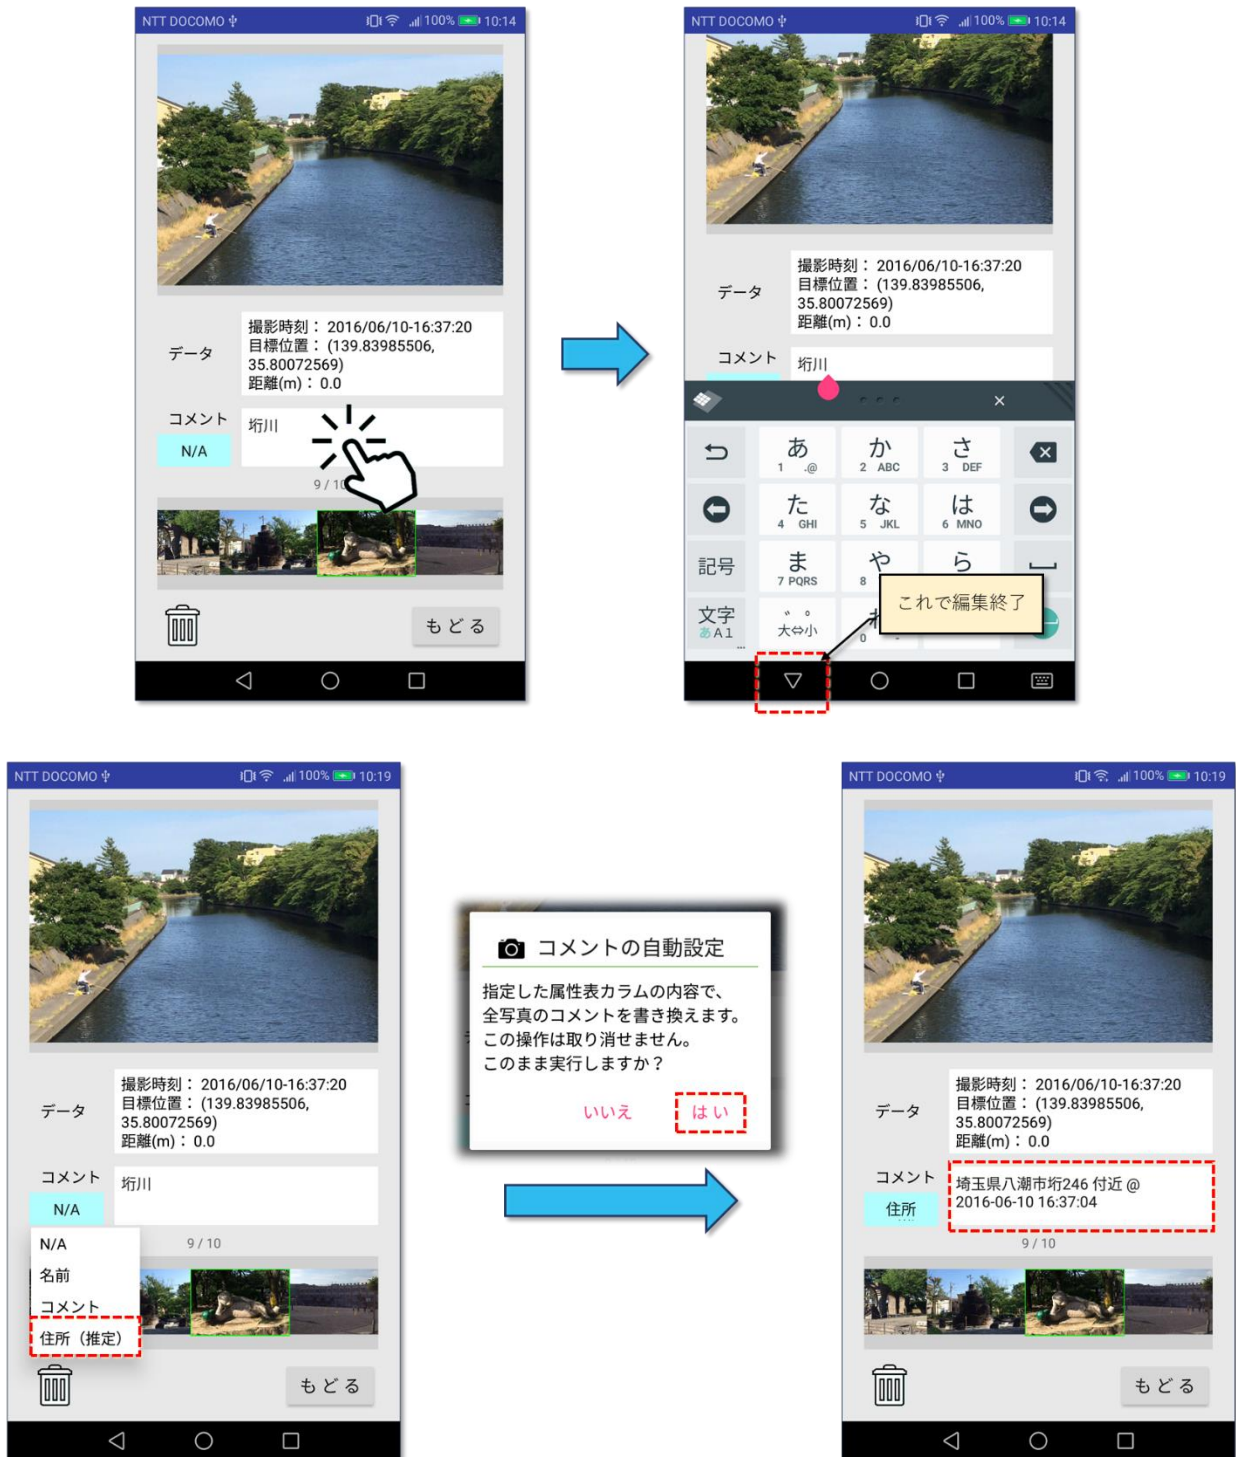 NTT DOCOMO 100% 10:14
データ
撮影時刻： 2016/06/10-16:37:20
目標位置： (139.83985506,
35.80072569)
距離(m)： 0.0
コメント
N/A
垳川
9 / 10
もどる
NTT DOCOMO 100% 10:14
データ
撮影時刻： 2016/06/10-16:37:20
目標位置： (139.83985506,
35.80072569)
距離(m)： 0.0
コメント
垳川
あ か さ
1 .@ 2 ABC 3 DEF
た な は
4 GHI 5 JKL 6 MNO
記号 ま や ら
7 PQRS 8
文字 ゛゜
あA1 大⇔小 0 -
これで編集終了
NTT DOCOMO 100% 10:19
データ
撮影時刻： 2016/06/10-16:37:20
目標位置： (139.83985506,
35.80072569)
距離(m)： 0.0
コメント
N/A
垳川
9 / 10
N/A
名前
コメント
住所（推定）
もどる
コメントの自動設定
指定した属性表カラムの内容で、
全写真のコメントを書き換えます。
この操作は取り消せません。
このまま実行しますか？
いいえ はい
NTT DOCOMO 100% 10:19
データ
撮影時刻： 2016/06/10-16:37:20
目標位置： (139.83985506,
35.80072569)
距離(m)： 0.0
コメント
住所
埼玉県八潮市垳246 付近 @
2016-06-10 16:37:04
9 / 10
もどる